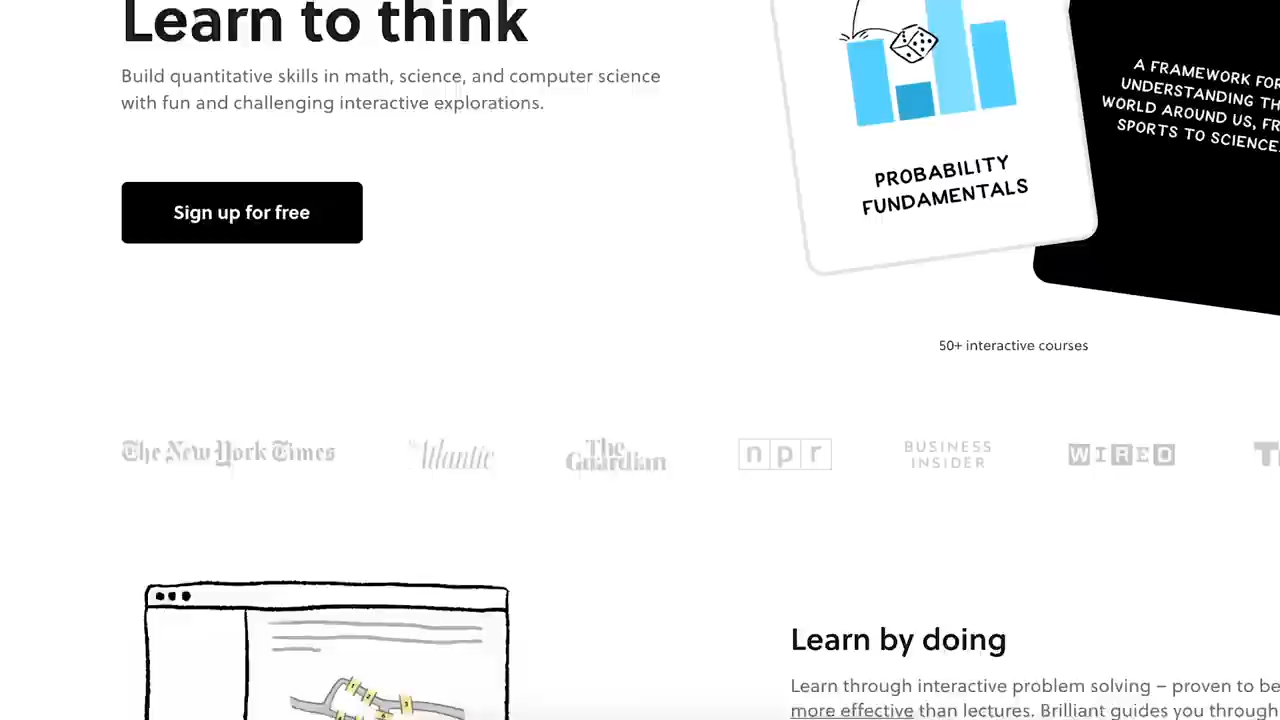 Learn to think
Build quantitative skills in math, science, and computer science
with fun and challenging interactive explorations.
Sign up for free
PROBABILITY
FUNDAMENTALS
A FRAMEWORK FOR
UNDERSTANDING TH
WORLD AROUND US, FR
SPORTS TO SCIENCE.
50+ interactive courses
The New York Times
The Atlantic
The Guardian
npr
BUSINESS
INSIDER
WIRED
Learn by doing
Learn through interactive problem solving – proven to be
more effective than lectures. Brilliant guides you through